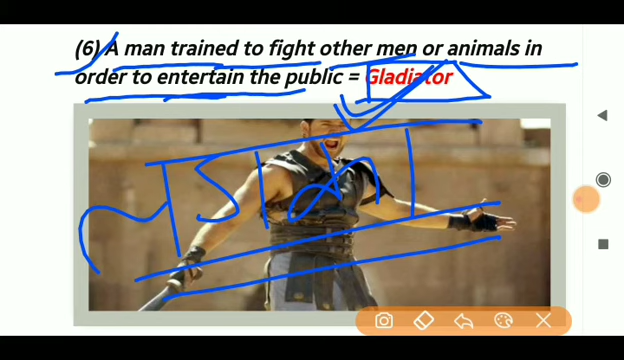 (6) A man trained to fight other men or animals in
order to entertain the public = Gladiator